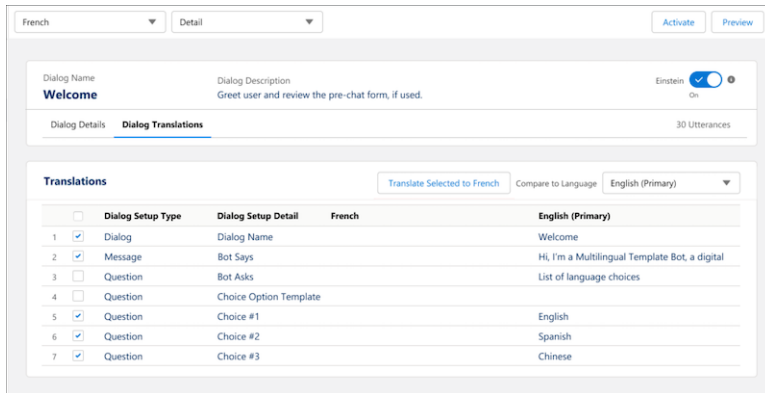 French Detail Activate Preview
Dialog Name Dialog Description Einstein
Welcome Greet user and review the pre-chat form, if used. On
Dialog Details Dialog Translations 30 Utterances
Translations Translate Selected to French Compare to Language English (Primary)
Dialog Setup Type Dialog Setup Detail French English (Primary)
1 Dialog Dialog Name Welcome
2 Message Bot Says Hi, I'm a Multilingual Template Bot, a digital
3 Question Bot Asks List of language choices
4 Question Choice Option Template
5 Question Choice #1 English
6 Question Choice #2 Spanish
7 Question Choice #3 Chinese